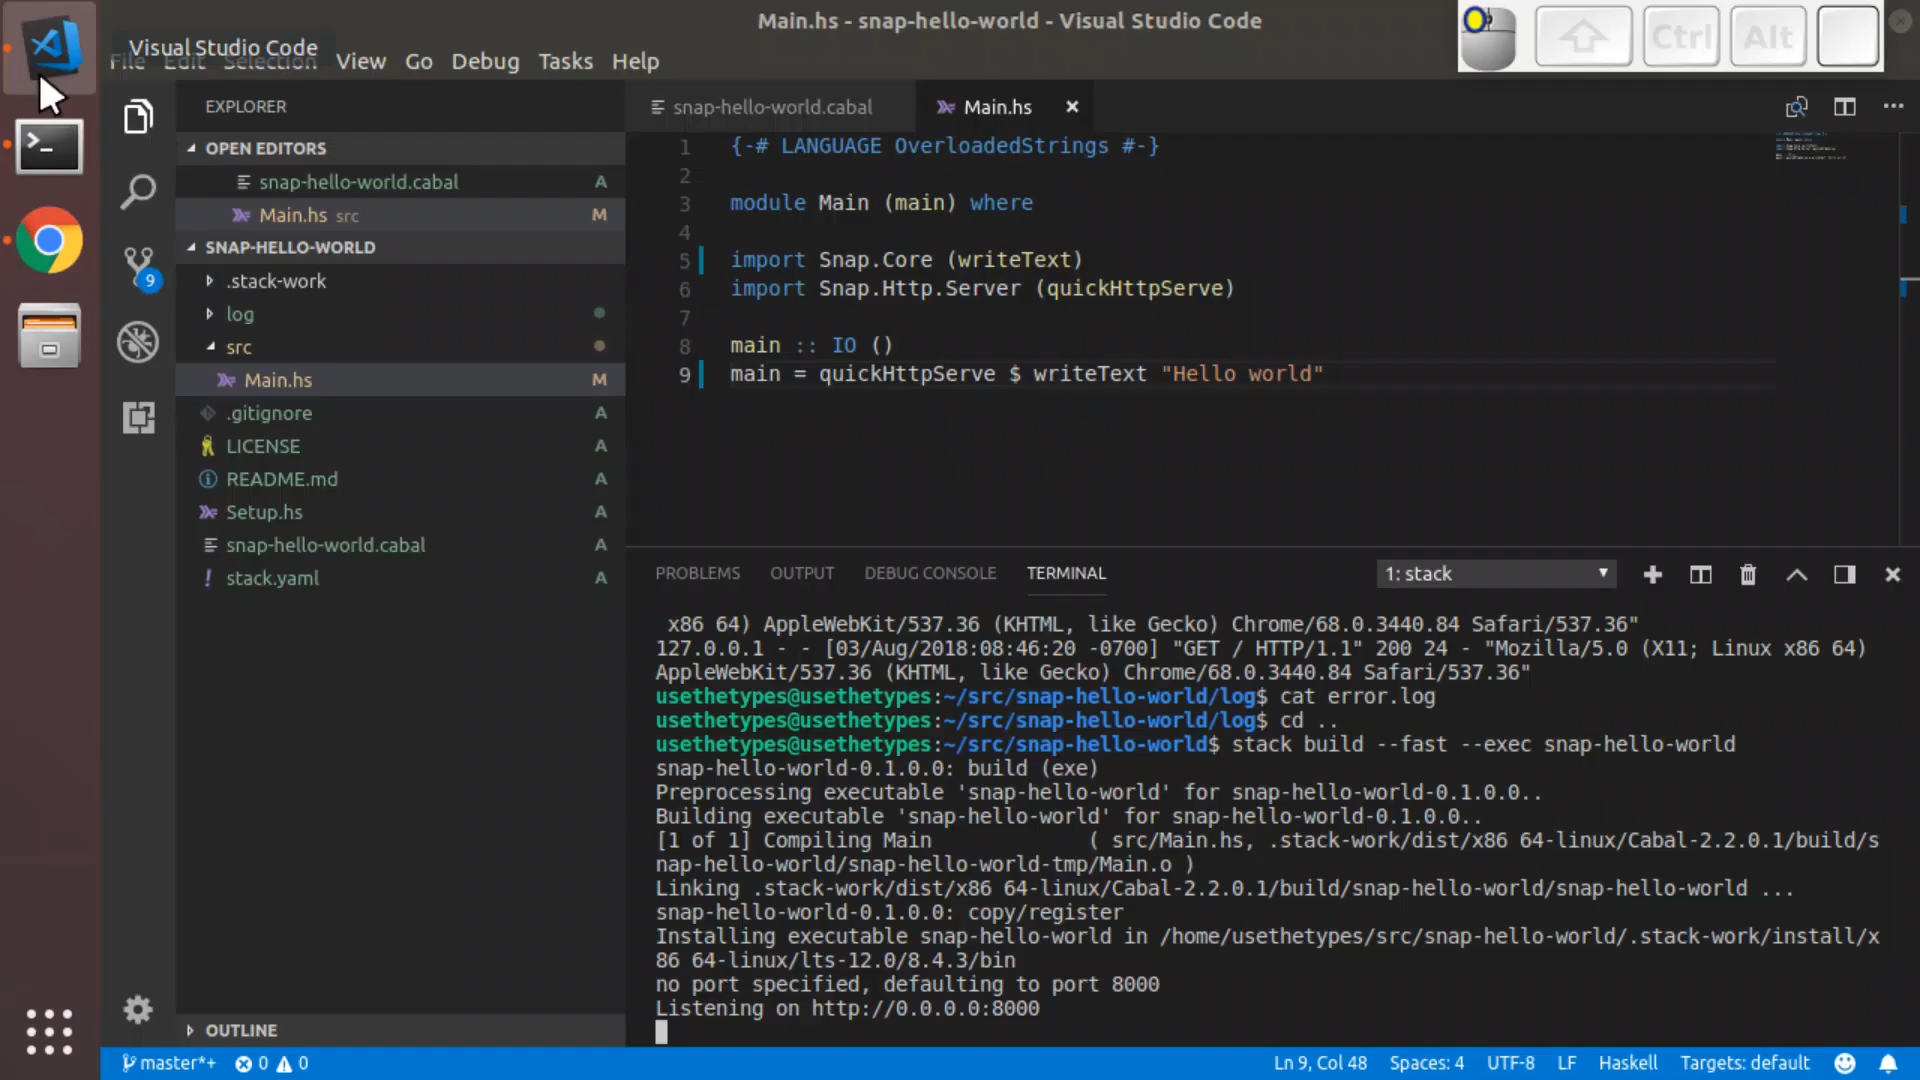 Main.hs - snap-hello-world - Visual Studio Code
Ctrl
Alt
Visual Studio Code
File Edit Selection View Go Debug Tasks Help
EXPLORER
OPEN EDITORS
snap-hello-world.cabal A
Main.hs src M
SNAP-HELLO-WORLD
.stack-work
log
src
Main.hs M
.gitignore A
LICENSE A
README.md A
Setup.hs A
snap-hello-world.cabal A
stack.yaml A
OUTLINE
9
snap-hello-world.cabal
Main.hs
1 {-# LANGUAGE OverloadedStrings #-}
2
3 module Main (main) where
4
5 import Snap.Core (writeText)
6 import Snap.Http.Server (quickHttpServe)
7
8 main :: IO ()
9 main = quickHttpServe $ writeText "Hello world"
PROBLEMS OUTPUT DEBUG CONSOLE TERMINAL
1: stack
x86 64) AppleWebKit/537.36 (KHTML, like Gecko) Chrome/68.0.3440.84 Safari/537.36"
127.0.0.1 - - [03/Aug/2018:08:46:20 -0700] "GET / HTTP/1.1" 200 24 - "Mozilla/5.0 (X11; Linux x86 64)
AppleWebKit/537.36 (KHTML, like Gecko) Chrome/68.0.3440.84 Safari/537.36"
usethetypes@usethetypes:~/src/snap-hello-world/log$ cat error.log
usethetypes@usethetypes:~/src/snap-hello-world/log$ cd ..
usethetypes@usethetypes:~/src/snap-hello-world$ stack build --fast --exec snap-hello-world
snap-hello-world-0.1.0.0: build (exe)
Preprocessing executable 'snap-hello-world' for snap-hello-world-0.1.0.0..
Building executable 'snap-hello-world' for snap-hello-world-0.1.0.0..
[1 of 1] Compiling Main ( src/Main.hs, .stack-work/dist/x86 64-linux/Cabal-2.2.0.1/build/s
nap-hello-world/snap-hello-world-tmp/Main.o )
Linking .stack-work/dist/x86 64-linux/Cabal-2.2.0.1/build/snap-hello-world/snap-hello-world ...
snap-hello-world-0.1.0.0: copy/register
Installing executable snap-hello-world in /home/usethetypes/src/snap-hello-world/.stack-work/install/x
86 64-linux/lts-12.0/8.4.3/bin
no port specified, defaulting to port 8000
Listening on http://0.0.0.0:8000
master*+ 0 0
Ln 9, Col 48 Spaces: 4 UTF-8 LF Haskell Targets: default